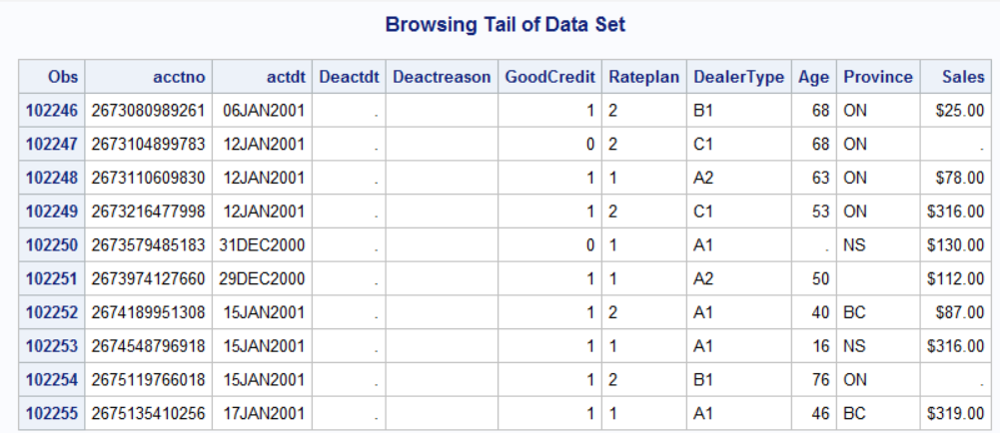 Browsing Tail of Data Set
Obs acctno actdt Deactdt Deactreason GoodCredit Rateplan DealerType Age Province Sales
102246 2673080989261 06JAN2001 . 1 2 B1 68 ON $25.00
102247 2673104899783 12JAN2001 . 0 2 C1 68 ON .
102248 2673110609830 12JAN2001 . 1 1 A2 63 ON $78.00
102249 2673216477998 12JAN2001 . 1 2 C1 53 ON $316.00
102250 2673579485183 31DEC2000 . 0 1 A1 . NS $130.00
102251 2673974127660 29DEC2000 . 1 1 A2 50 $112.00
102252 2674189951308 15JAN2001 . 1 2 A1 40 BC $87.00
102253 2674548796918 15JAN2001 . 1 1 A1 16 NS $316.00
102254 2675119766018 15JAN2001 . 1 2 B1 76 ON .
102255 2675135410256 17JAN2001 . 1 1 A1 46 BC $319.00